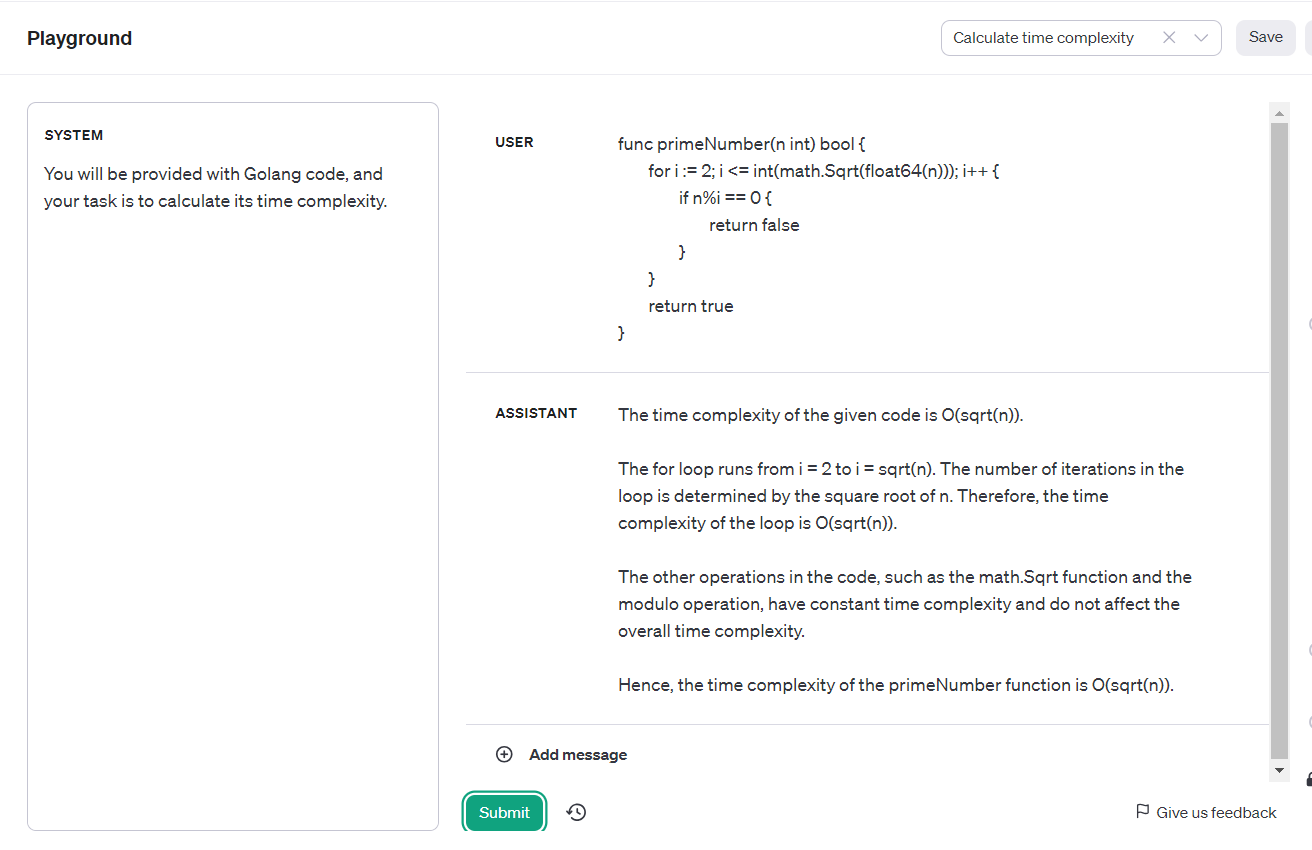 Playground
Calculate time complexity
Save
SYSTEM
You will be provided with Golang code, and
your task is to calculate its time complexity.
USER
func primeNumber(n int) bool {
for i := 2; i <= int(math.Sqrt(float64(n))); i++ {
if n%i == 0 {
return false
}
}
return true
}
ASSISTANT
The time complexity of the given code is O(sqrt(n)).
The for loop runs from i = 2 to i = sqrt(n). The number of iterations in the
loop is determined by the square root of n. Therefore, the time
complexity of the loop is O(sqrt(n)).
The other operations in the code, such as the math.Sqrt function and the
modulo operation, have constant time complexity and do not affect the
overall time complexity.
Hence, the time complexity of the primeNumber function is O(sqrt(n)).
Add message
Submit
Give us feedback